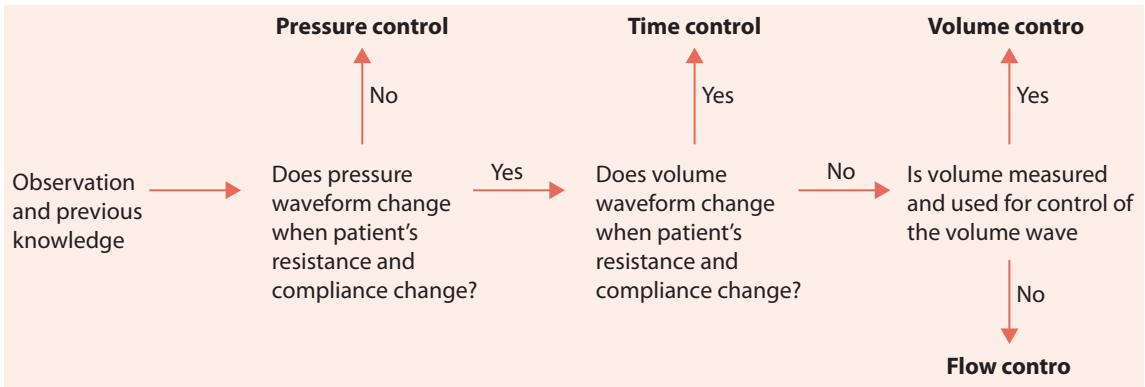 Pressure control
Time control
Volume contro
No
Yes
Yes
Observation
and previous
knowledge
Does pressure
waveform change
when patient's
resistance and
compliance change?
Yes
Does volume
waveform change
when patient's
resistance and
compliance change?
No
Is volume measured
and used for control of
the volume wave
No
Flow contro